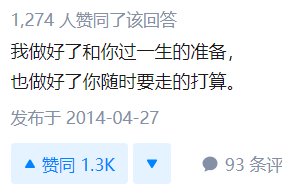 1,274 人赞同了该回答
我做好了和你过一生的准备，
也做好了你随时要走的打算。
发布于 2014-04-27
赞同 1.3K 93 条评